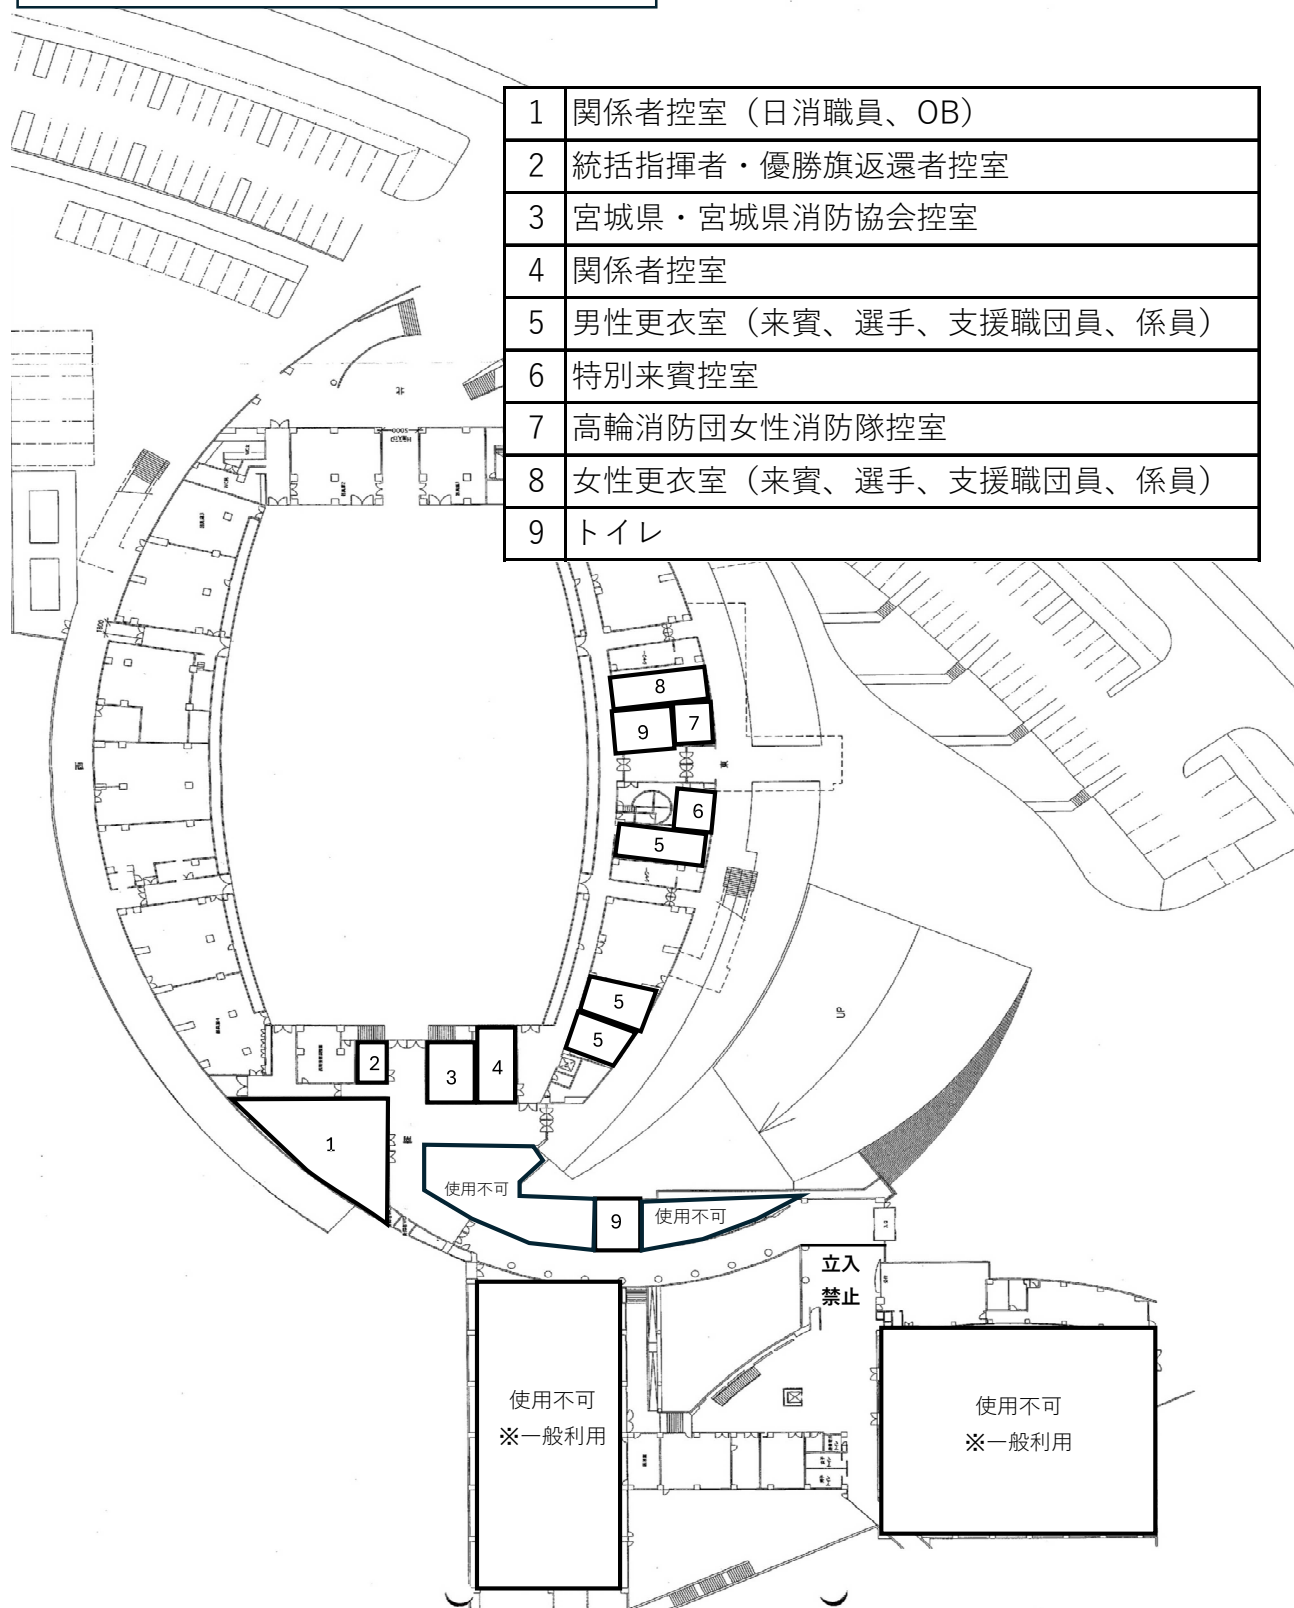 1 関係者控室（日消職員、OB）
2 統括指揮者・優勝旗返還者控室
3 宮城県・宮城県消防協会控室
4 関係者控室
5 男性更衣室（来賓、選手、支援職団員、係員）
6 特別来賓控室
7 高輪消防団女性消防隊控室
8 女性更衣室（来賓、選手、支援職団員、係員）
9 トイレ
北
西
東
8
9
7
6
5
5
5
UP
2
3
4
1
使用不可
9
使用不可
立入
禁止
使用不可
※一般利用
使用不可
※一般利用